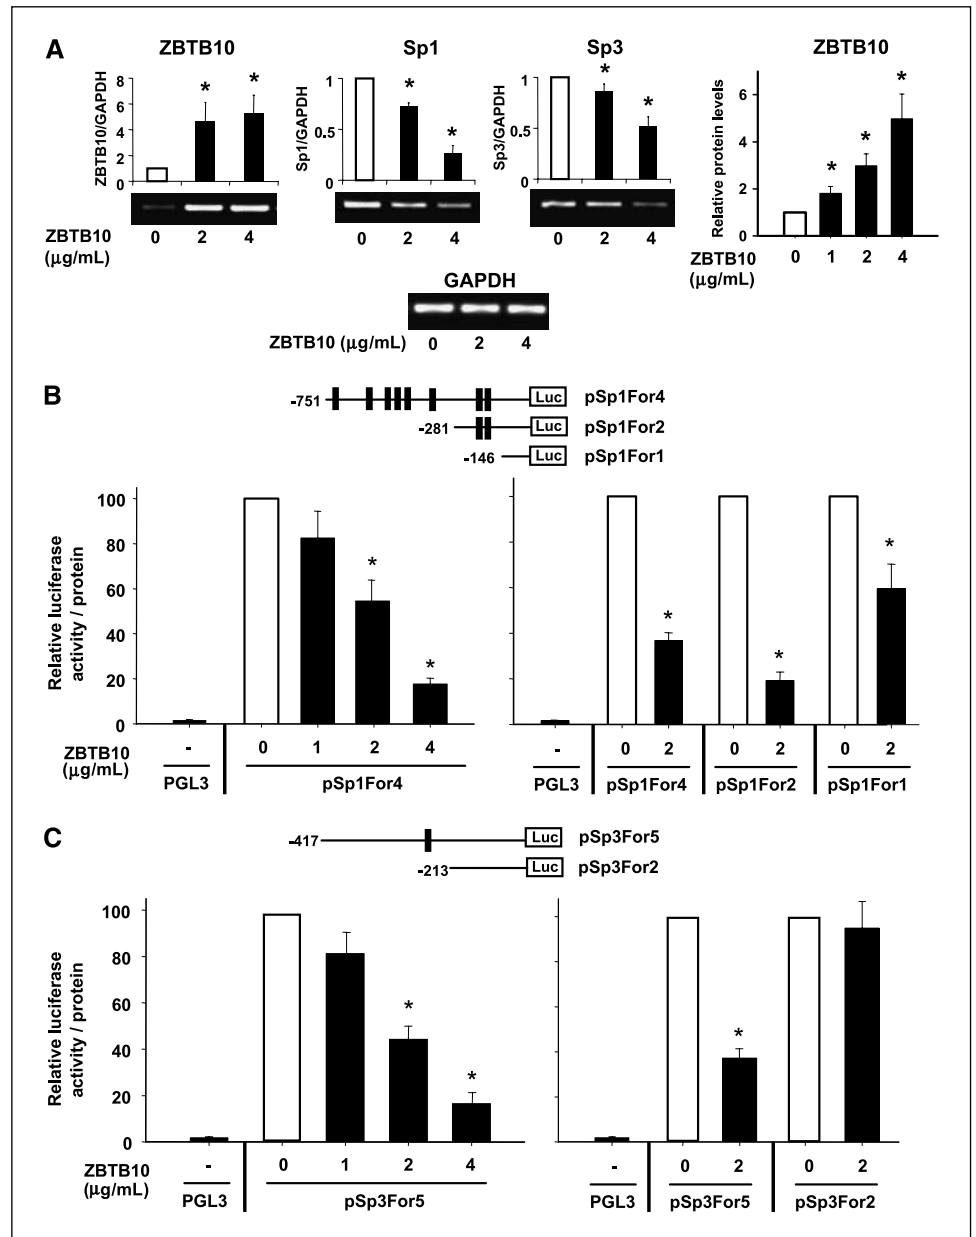 A
ZBTB10
Sp1
Sp3
ZBTB10
ZBTB10/GAPDH
8
6
4
2
0
* *
Sp1/GAPDH
1
0.5
0
* *
Sp3/GAPDH
1
0.5
0
* *
Relative protein levels
6
4
2
0
* * *
ZBTB10
(μg/mL)
0 2 4
0 2 4
0 2 4
ZBTB10
(μg/mL)
0 1 2 4
GAPDH
ZBTB10 (μg/mL) 0 2 4
B
-751 Luc pSp1For4
-281 Luc pSp1For2
-146 Luc pSp1For1
Relative luciferase
activity / protein
100
80
60
40
20
0
* *
* * *
ZBTB10
(μg/mL)
- 0 1 2 4
PGL3 pSp1For4
- 0 2 0 2 0 2
PGL3 pSp1For4 pSp1For2 pSp1For1
C
-417 Luc pSp3For5
-213 Luc pSp3For2
Relative luciferase
activity / protein
100
80
60
40
20
0
* *
*
ZBTB10
(μg/mL)
- 0 1 2 4
PGL3 pSp3For5
- 0 2 0 2
PGL3 pSp3For5 pSp3For2